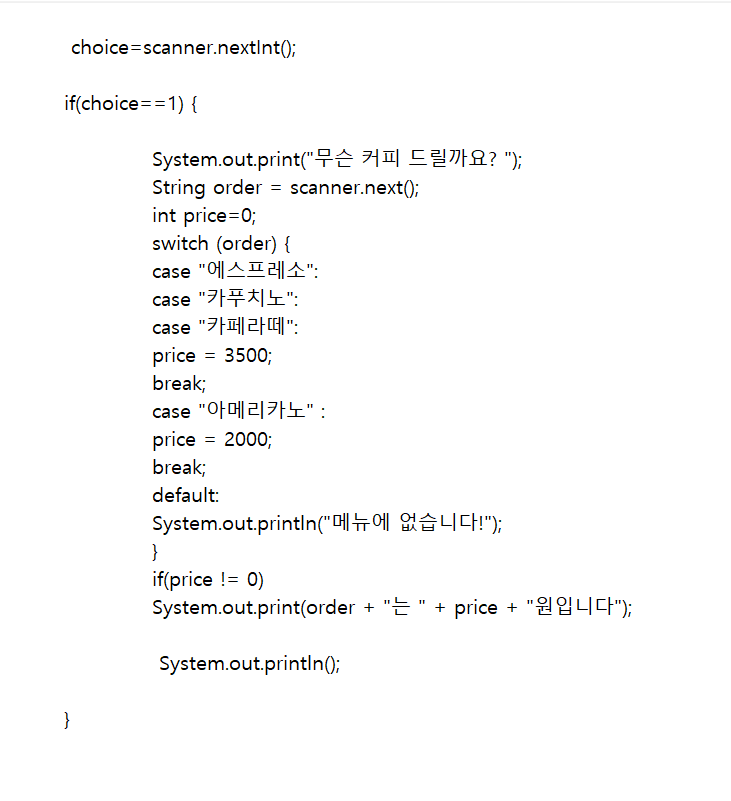 choice=scanner.nextInt();
if(choice==1) {
System.out.print("무슨 커피 드릴까요? ");
String order = scanner.next();
int price=0;
switch (order) {
case "에스프레소":
case "카푸치노":
case "카페라떼":
price = 3500;
break;
case "아메리카노" :
price = 2000;
break;
default:
System.out.println("메뉴에 없습니다!");
}
if(price != 0)
System.out.print(order + "는 " + price + "원입니다");
System.out.println();
}